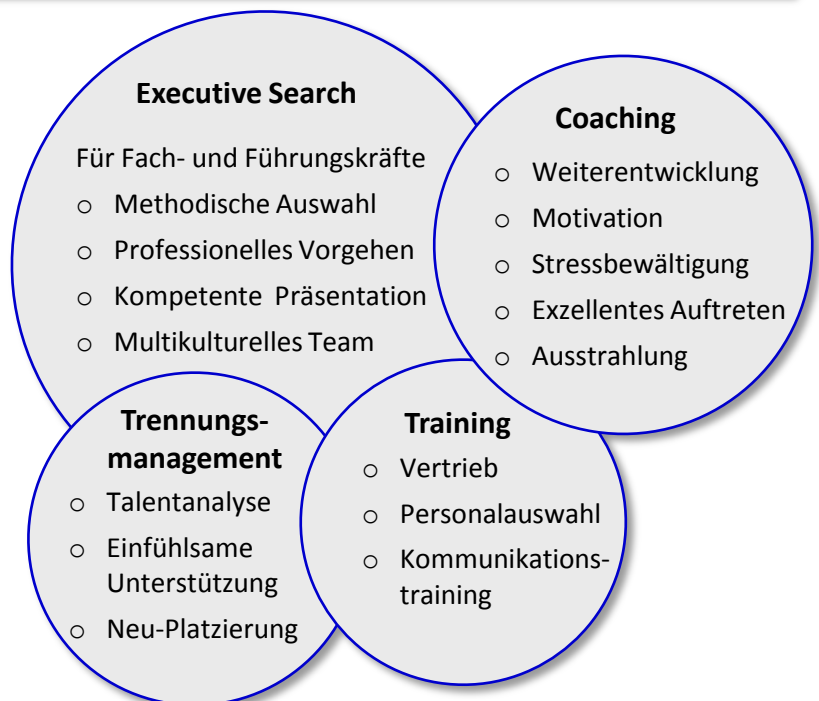 Executive Search
Für Fach- und Führungskräfte
o Methodische Auswahl
o Professionelles Vorgehen
o Kompetente Präsentation
o Multikulturelles Team
Coaching
o Weiterentwicklung
o Motivation
o Stressbewältigung
o Exzellentes Auftreten
o Ausstrahlung
Trennungs-
management
o Talentanalyse
o Einfühlsame
Unterstützung
o Neu-Platzierung
Training
o Vertrieb
o Personalauswahl
o Kommunikations-
training